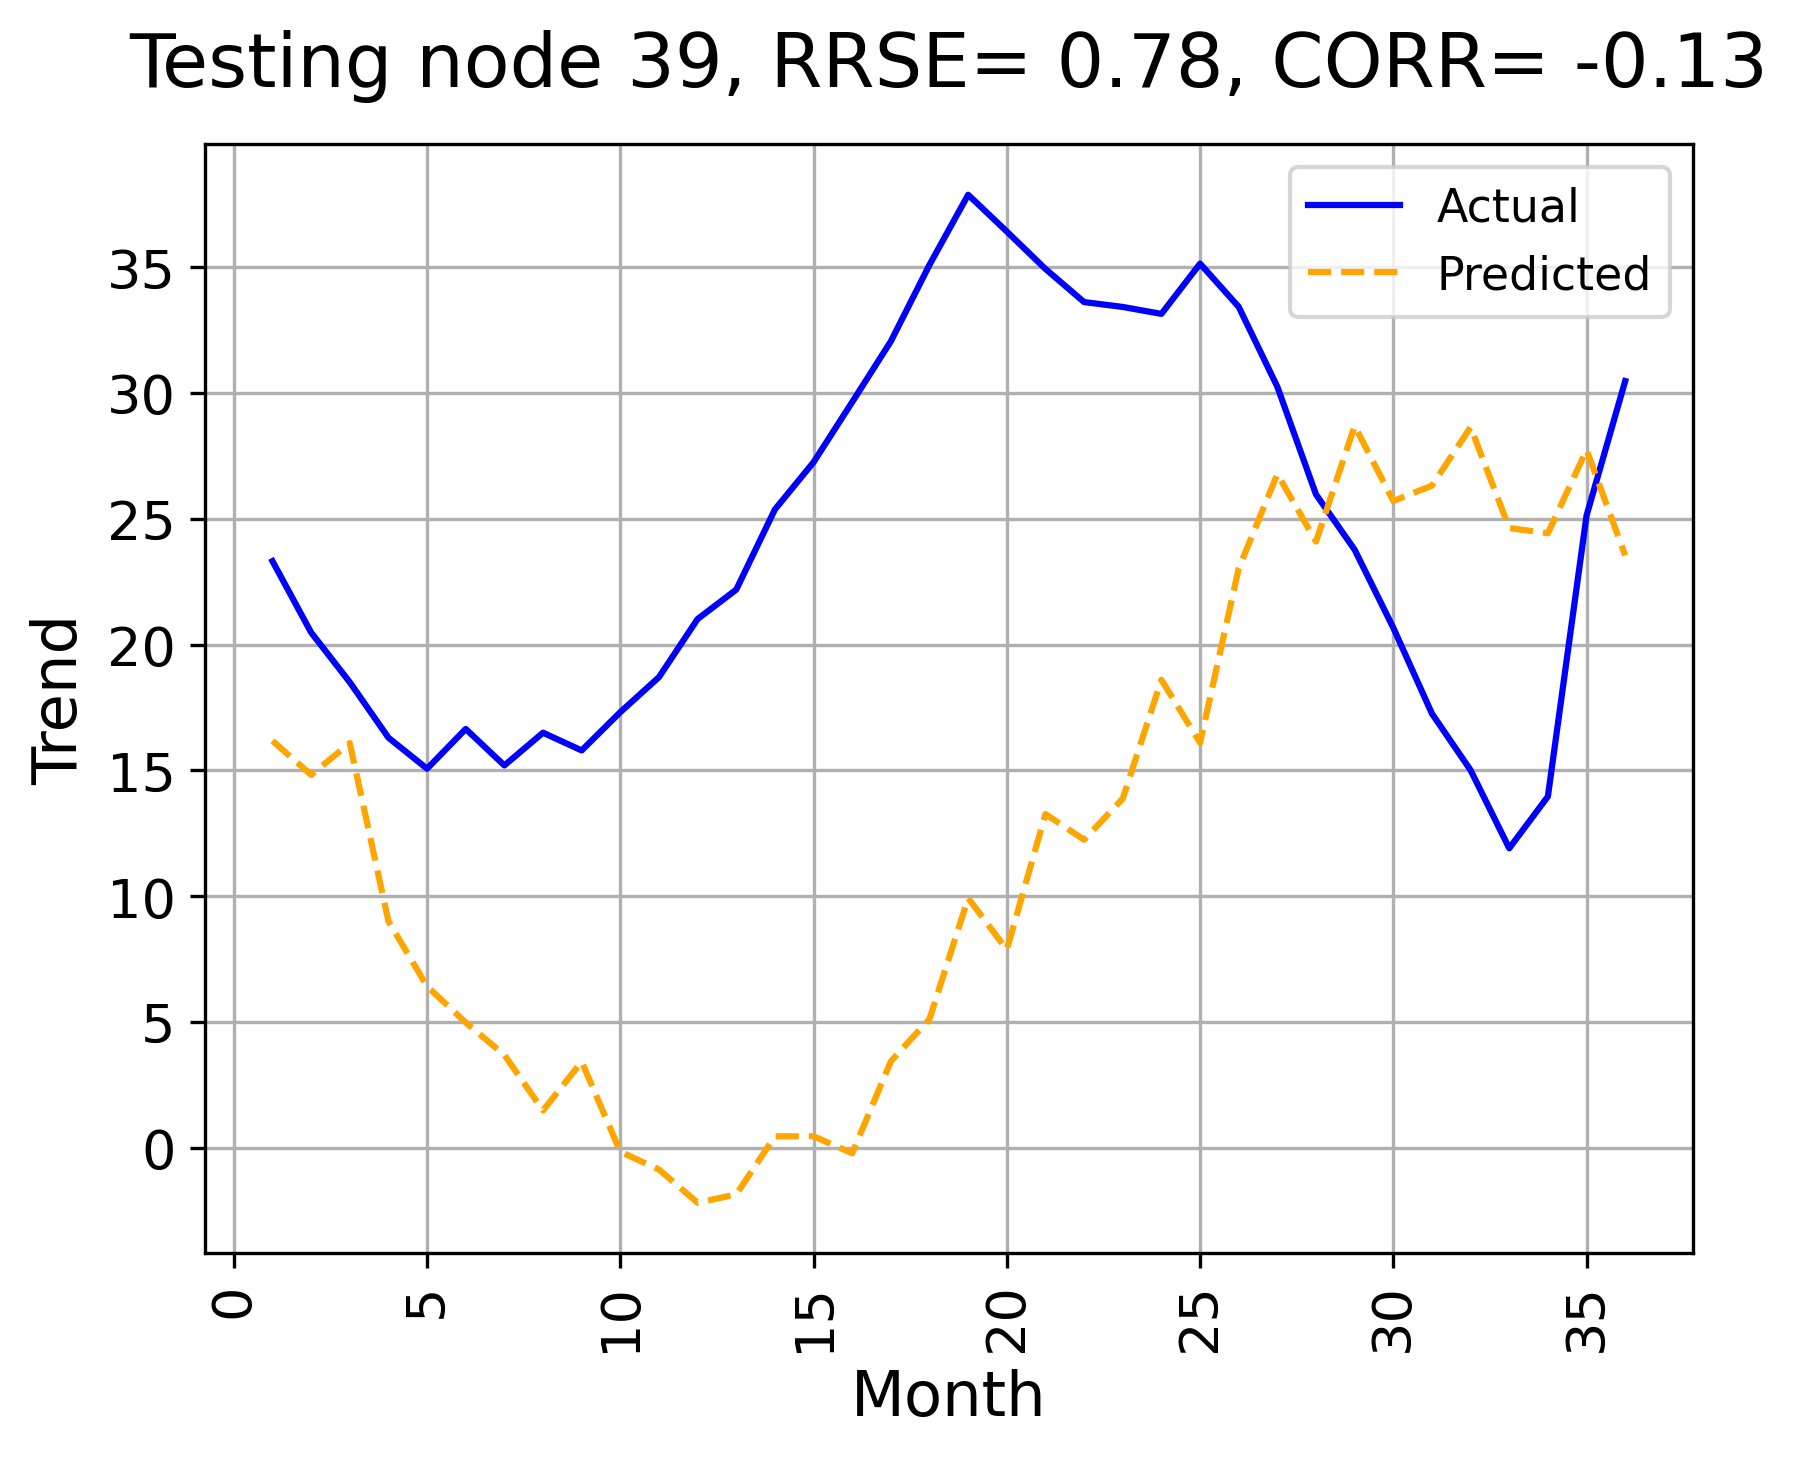 Testing node 39, RRSE= 0.78, CORR= -0.13
Actual
Predicted
35
30
25
20
15
10
5
0
Trend
0 5 10 15 20 25 30 35
Month